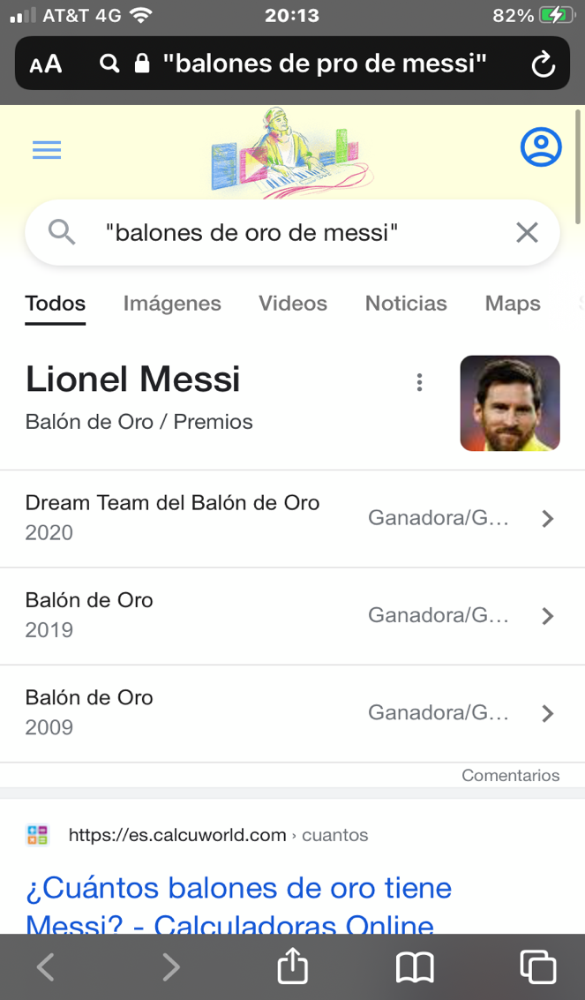 AT&T 4G 20:13 82%
AA "balones de pro de messi"
"balones de oro de messi"
Todos Imágenes Videos Noticias Maps
Lionel Messi
Balón de Oro / Premios
Dream Team del Balón de Oro
2020
Ganadora/G...
Balón de Oro
2019
Ganadora/G...
Balón de Oro
2009
Ganadora/G...
Comentarios
https://es.calcuworld.com › cuantos
¿Cuántos balones de oro tiene
Messi? - Calculadoras Online